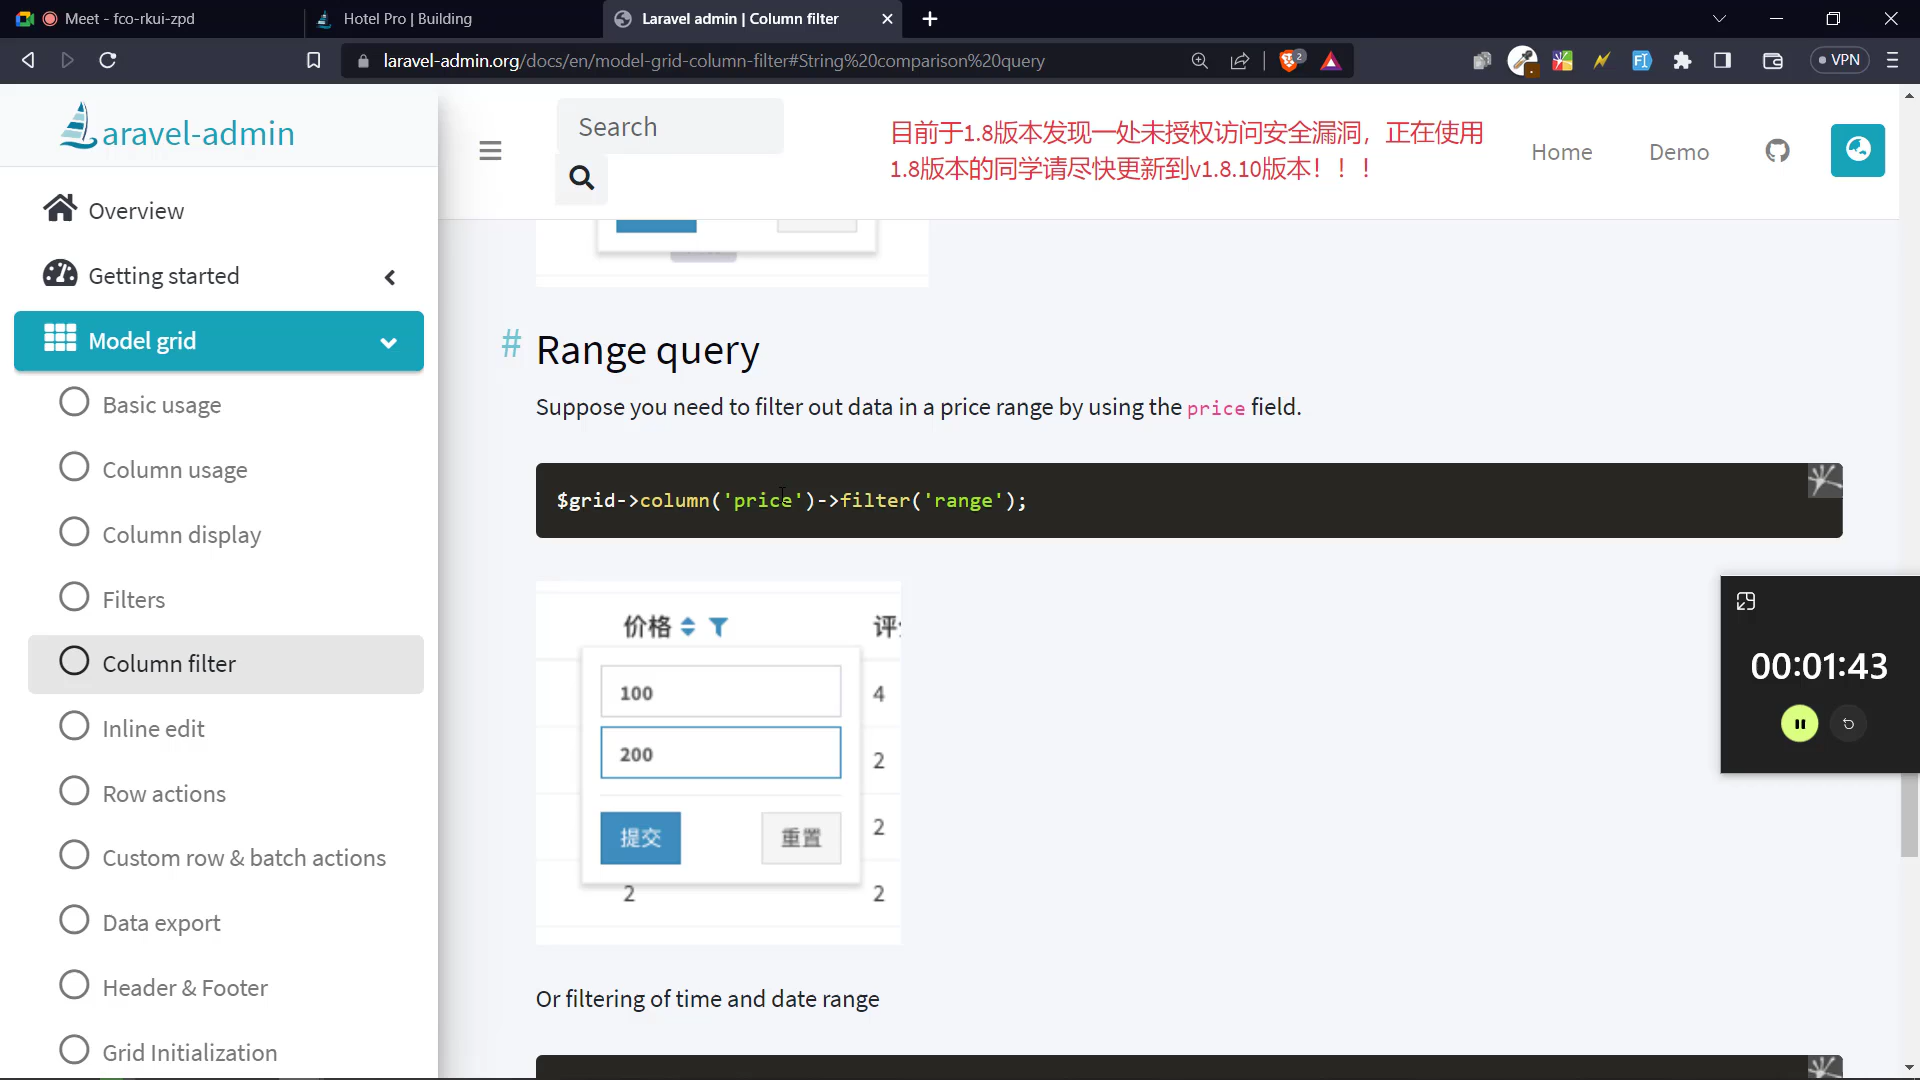 Meet - fco-rkui-zpd
Hotel Pro | Building
Laravel admin | Column filter
laravel-admin.org/docs/en/model-grid-column-filter#String%20comparison%20query
2
VPN
aravel-admin
Search
目前于1.8版本发现一处未授权访问安全漏洞，正在使用
1.8版本的同学请尽快更新到v1.8.10版本！！！
Home
Demo
Overview
Getting started
Model grid
Basic usage
Column usage
Column display
Filters
Column filter
Inline edit
Row actions
Custom row & batch actions
Data export
Header & Footer
Grid Initialization
# Range query
Suppose you need to filter out data in a price range by using the price field.
$grid->column('price')->filter('range');
价格
100
4
200
2
提交 重置
2
2 2
Or filtering of time and date range
00:01:43